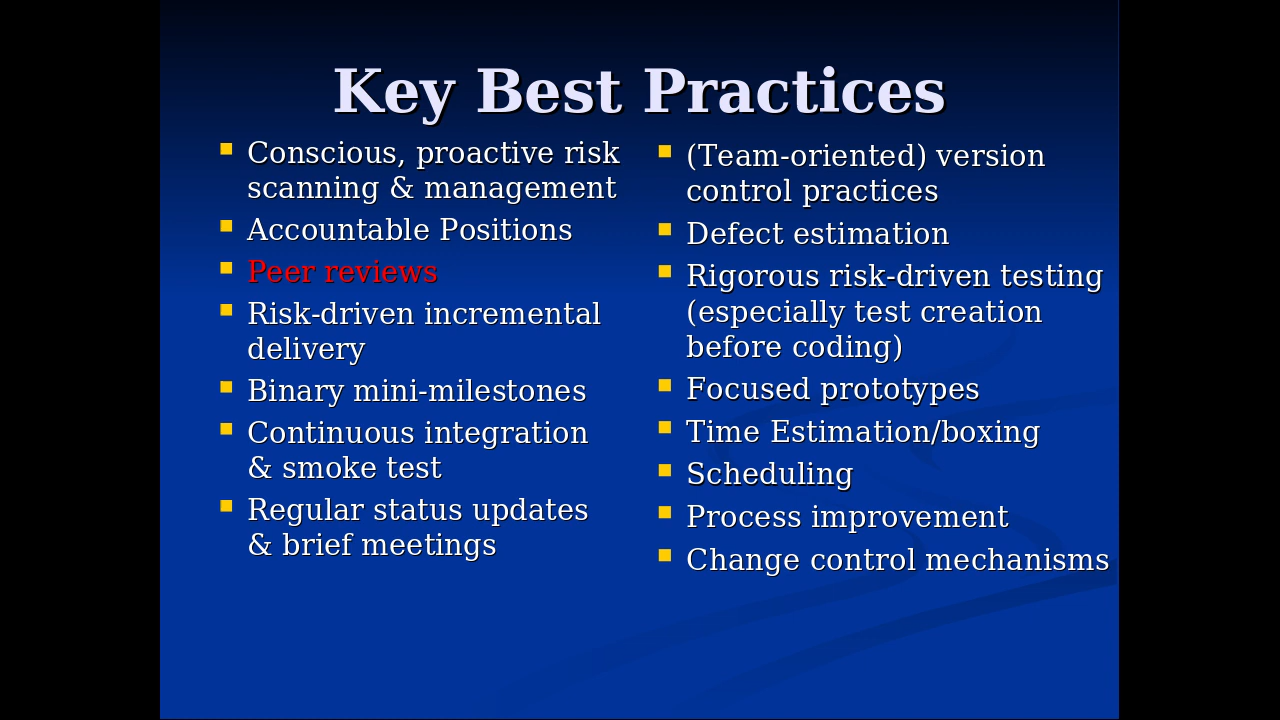 Key Best Practices
Conscious, proactive risk
scanning & management
Accountable Positions
Peer reviews
Risk-driven incremental
delivery
Binary mini-milestones
Continuous integration
& smoke test
Regular status updates
& brief meetings
(Team-oriented) version
control practices
Defect estimation
Rigorous risk-driven testing
(especially test creation
before coding)
Focused prototypes
Time Estimation/boxing
Scheduling
Process improvement
Change control mechanisms